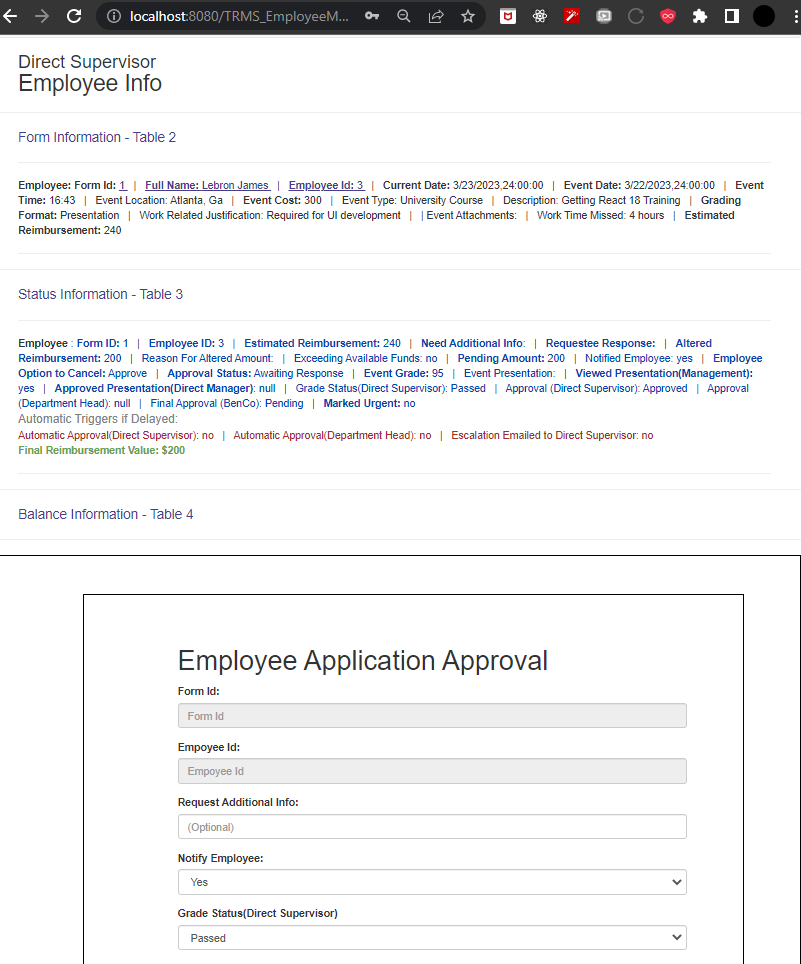 localhost:8080/TRMS_EmployeeM...
Direct Supervisor
Employee Info
Form Information - Table 2
Employee: Form Id: 1 | Full Name: Lebron James | Employee Id: 3 | Current Date: 3/23/2023,24:00:00 | Event Date: 3/22/2023,24:00:00 | Event
Time: 16:43 | Event Location: Atlanta, Ga | Event Cost: 300 | Event Type: University Course | Description: Getting React 18 Training | Grading
Format: Presentation | Work Related Justification: Required for UI development | | Event Attachments: | Work Time Missed: 4 hours | Estimated
Reimbursement: 240
Status Information - Table 3
Employee : Form ID: 1 | Employee ID: 3 | Estimated Reimbursement: 240 | Need Additional Info: | Requestee Response: | Altered
Reimbursement: 200 | Reason For Altered Amount: | Exceeding Available Funds: no | Pending Amount: 200 | Notified Employee: yes | Employee
Option to Cancel: Approve | Approval Status: Awaiting Response | Event Grade: 95 | Event Presentation: | Viewed Presentation(Management):
yes | Approved Presentation(Direct Manager): null | Grade Status(Direct Supervisor): Passed | Approval (Direct Supervisor): Approved | Approval
(Department Head): null | Final Approval (BenCo): Pending | Marked Urgent: no
Automatic Triggers if Delayed:
Automatic Approval(Direct Supervisor): no | Automatic Approval(Department Head): no | Escalation Emailed to Direct Supervisor: no
Final Reimbursement Value: $200
Balance Information - Table 4
Employee Application Approval
Form Id:
Form Id
Empoyee Id:
Empoyee Id
Request Additional Info:
(Optional)
Notify Employee:
Yes
Grade Status(Direct Supervisor)
Passed